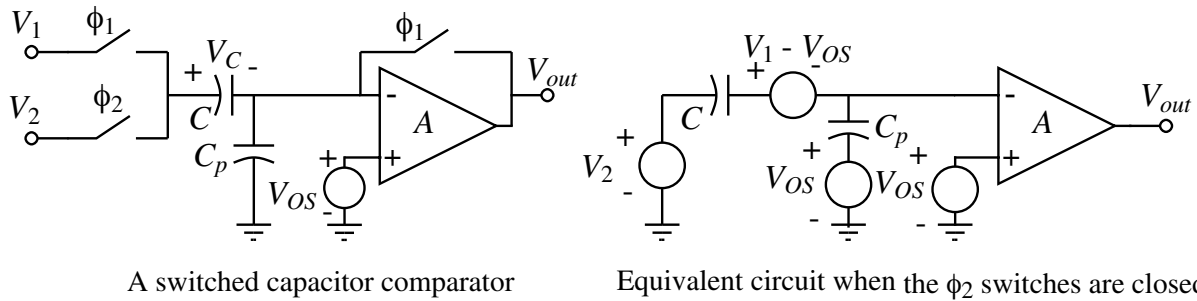 V1 ϕ1
VC
+ -
C
V2 ϕ2
Cp
ϕ1
-
A
+
Vout
+
VOS
-
A switched capacitor comparator
V1 - VOS
+ -
C
+
V2
-
Cp
+
VOS
-
+
VOS
-
-
A
+
Vout
Equivalent circuit when the ϕ2 switches are closed